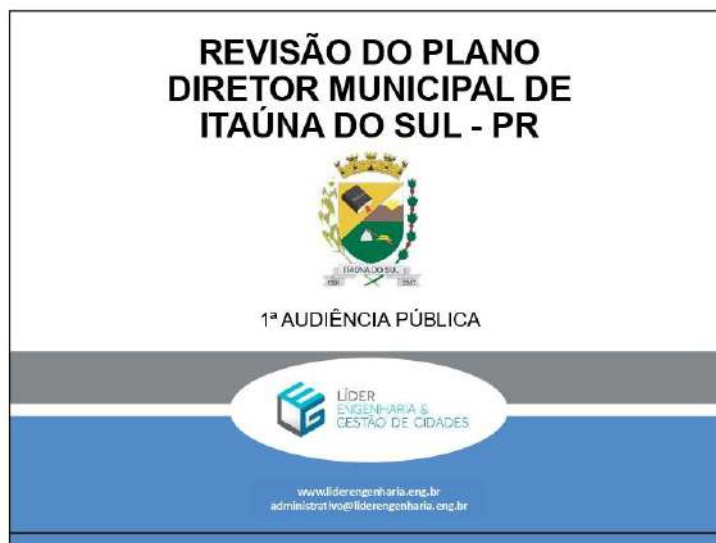 REVISÃO DO PLANO
DIRETOR MUNICIPAL DE
ITAÚNA DO SUL - PR
ITAÚNA DO SUL
1ª AUDIÊNCIA PÚBLICA
LÍDER
ENGENHARIA &
GESTÃO DE CIDADES
www.liderengenharia.eng.br
administrativo@liderengenharia.eng.br